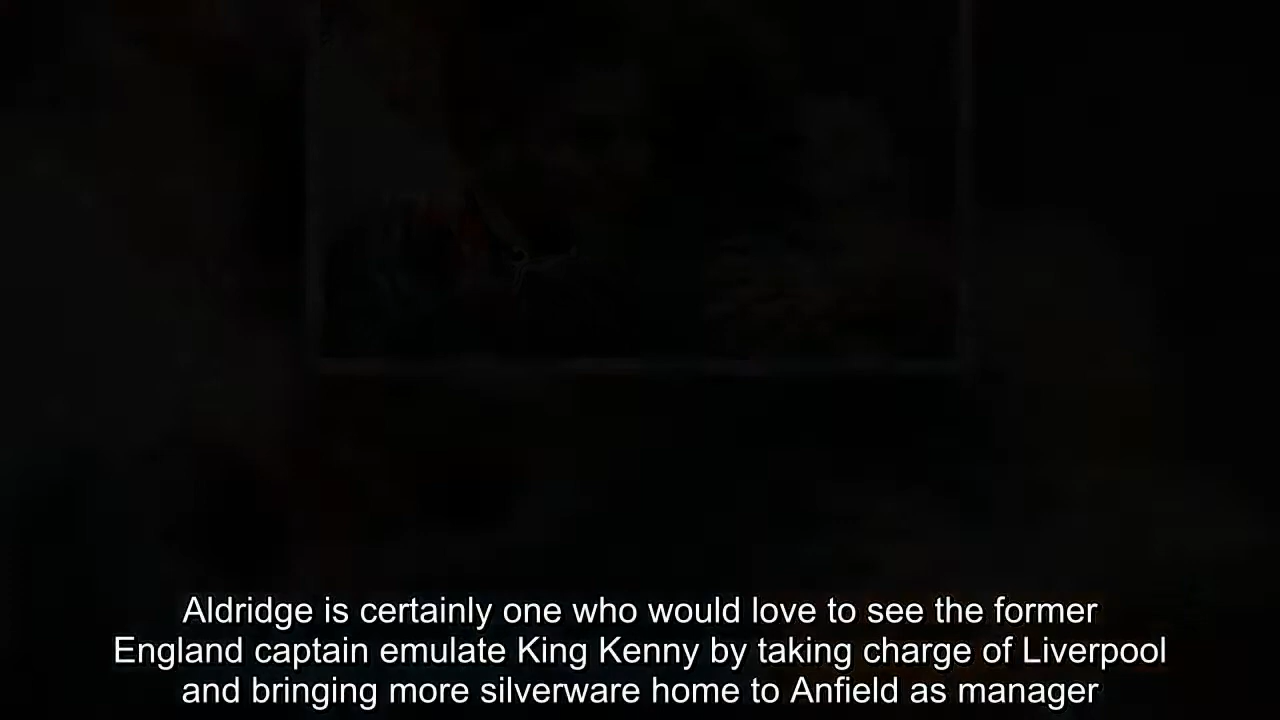 Aldridge is certainly one who would love to see the former
England captain emulate King Kenny by taking charge of Liverpool
and bringing more silverware home to Anfield as manager